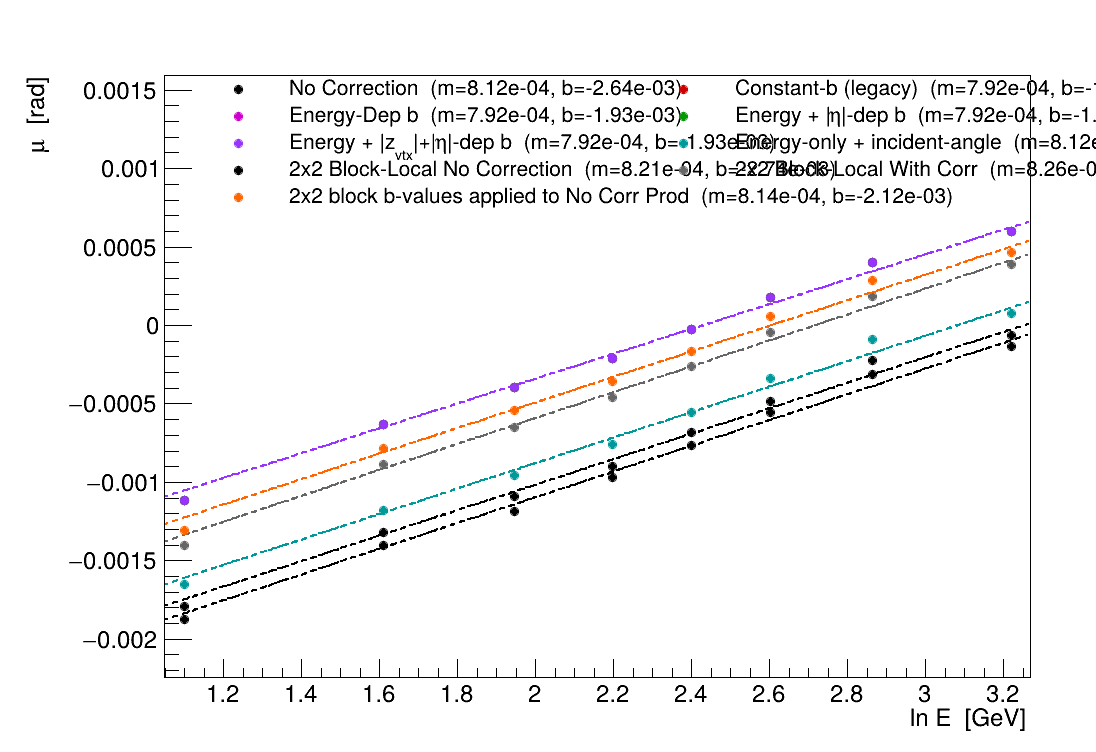 μ [rad]
No Correction (m=8.12e-04, b=-2.64e-03)
Constant-b (legacy) (m=7.92e-04, b=-1
Energy-Dep b (m=7.92e-04, b=-1.93e-03)
Energy + |η|-dep b (m=7.92e-04, b=-1.
Energy + |z_vtx|+|η|-dep b (m=7.92e-04, b=-1.93e-03)
Energy-only + incident-angle (m=8.12e
2x2 Block-Local No Correction (m=8.21e-04,
2x2 Block-Local With Corr (m=8.26e-0
2x2 block b-values applied to No Corr Prod (m=8.14e-04, b=-2.12e-03)
0.0015
0.001
0.0005
0
−0.0005
−0.001
−0.0015
−0.002
1.2 1.4 1.6 1.8 2 2.2 2.4 2.6 2.8 3 3.2
ln E [GeV]